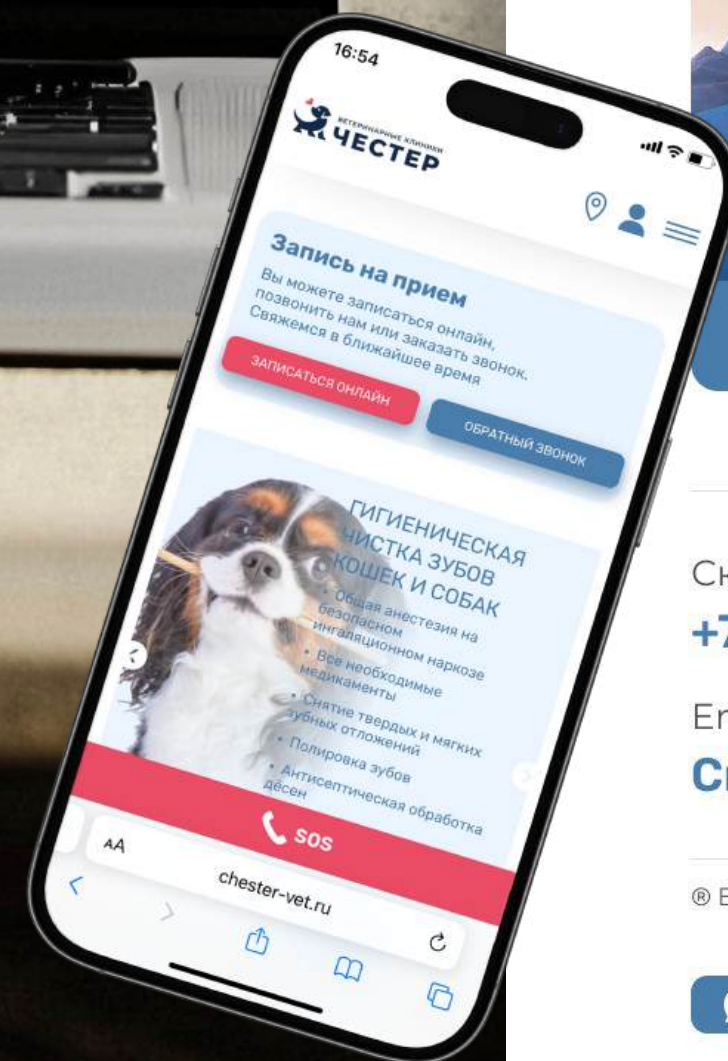 16:54
ВЕТЕРИНАРНЫЕ КЛИНИКИ
ЧЕСТЕР
Запись на прием
Вы можете записаться онлайн,
позвонить нам или заказать звонок.
Свяжемся в ближайшее время
ЗАПИСАТЬСЯ ОНЛАЙН
ОБРАТНЫЙ ЗВОНОК
ГИГИЕНИЧЕСКАЯ
ЧИСТКА ЗУБОВ
КОШЕК И СОБАК
• Общая анестезия на
безопасном
ингаляционном наркозе
• Все необходимые
медикаменты
• Снятие твердых и мягких
зубных отложений
• Полировка зубов
• Антисептическая обработка
дёсен
SOS
AA
chester-vet.ru
+7
®